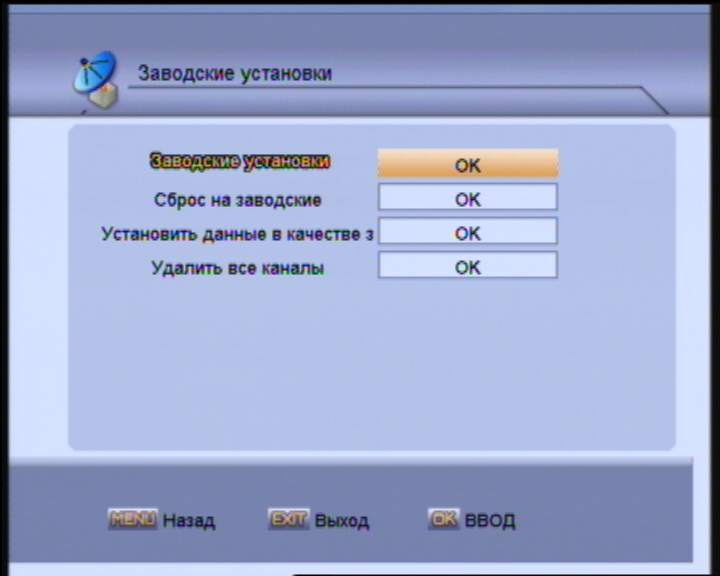 Заводские установки
Заводские установки OK
Сброс на заводские OK
Установить данные в качестве з OK
Удалить все каналы OK
MENU Назад EXIT Выход OK ВВОД